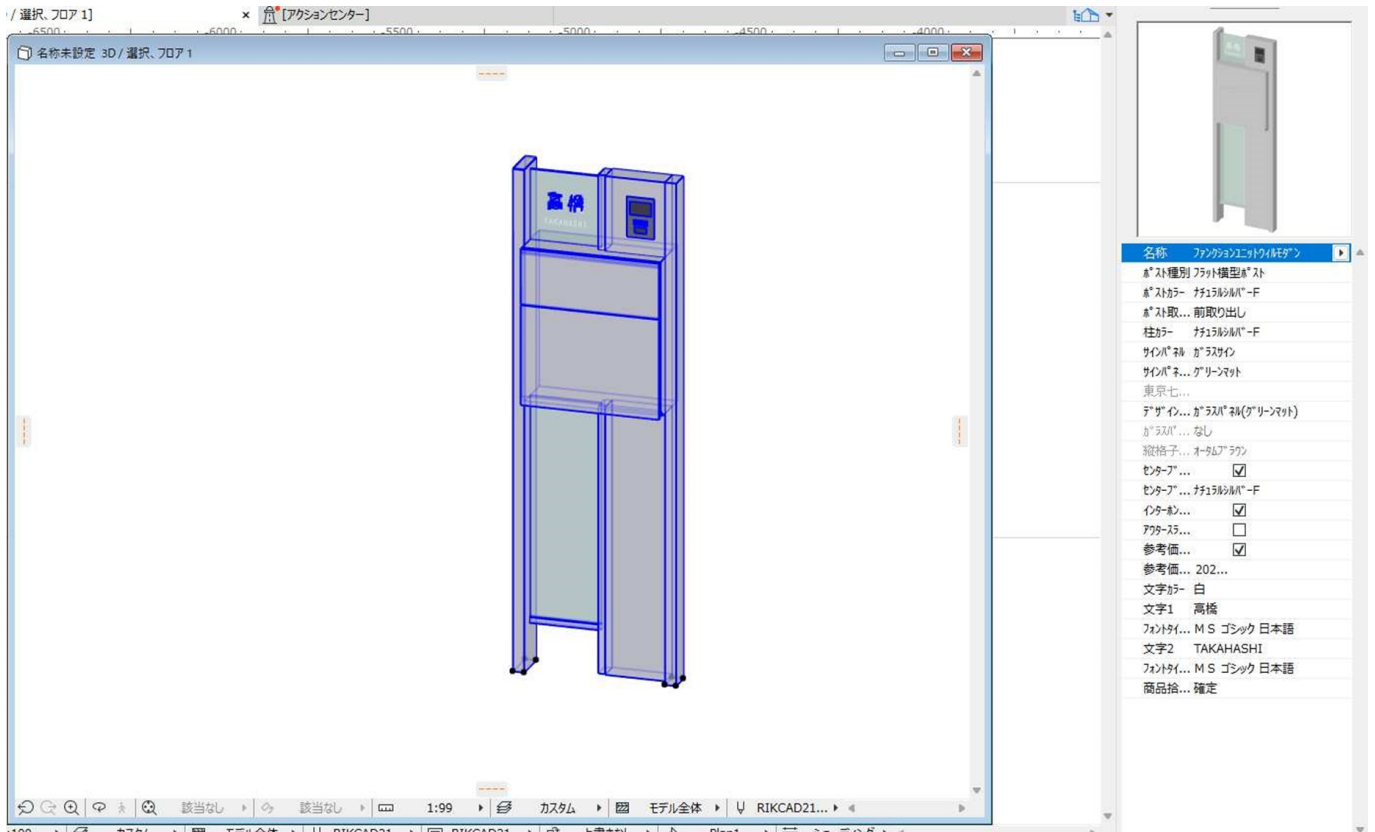 / 選択、フロア 1]
[アクションセンター]
-6500
-6000
-5500
-5000
-4500
-4000
名称未設定 3D / 選択、フロア 1
高橋
TAKAHASHI
名称 ﾌｧﾝｸｼｮﾝﾕﾆｯﾄｳｨﾙﾓﾀﾞﾝ
ﾎﾟｽﾄ種別 ﾌﾗｯﾄ横型ﾎﾟｽﾄ
ﾎﾟｽﾄｶﾗｰ ﾅﾁｭﾗﾙｼﾙﾊﾞｰF
ﾎﾟｽﾄ取... 前取り出し
柱ｶﾗｰ ﾅﾁｭﾗﾙｼﾙﾊﾞｰF
ｻｲﾝﾊﾟﾈﾙ ｶﾞﾗｽｻｲﾝ
ｻｲﾝﾊﾟﾈ... ｸﾞﾘｰﾝﾏｯﾄ
東京七...
ﾃﾞｻﾞｲﾝ... ｶﾞﾗｽﾊﾟﾈﾙ(ｸﾞﾘｰﾝﾏｯﾄ)
ｶﾞﾗｽﾊﾟ... なし
縦格子... ｵｰﾀﾑﾌﾞﾗｳﾝ
ｾﾝﾀｰﾌﾞ...
ｾﾝﾀｰﾌﾞ... ﾅﾁｭﾗﾙｼﾙﾊﾞｰF
ｲﾝﾀｰﾎﾝ...
ｱｳﾀｰｽﾗ...
参考価...
参考価... 202...
文字ｶﾗｰ 白
文字1 高橋
ﾌｫﾝﾄﾀｲ... ＭＳ ゴシック 日本語
文字2 TAKAHASHI
ﾌｫﾝﾄﾀｲ... ＭＳ ゴシック 日本語
商品拾... 確定
該当なし 該当なし 1:99 カスタム モデル全体 RIKCAD21...